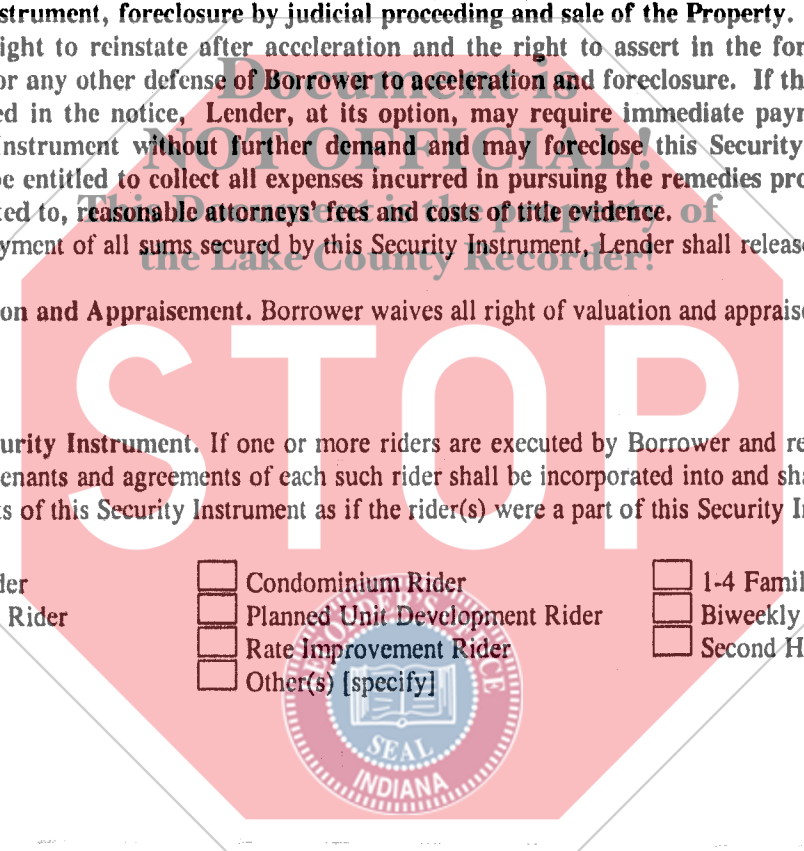 strument, foreclosure by judicial proceeding and sale of the Property.
ight to reinstate after acceleration and the right to assert in the for
or any other defense of Borrower to acceleration and foreclosure. If th
ed in the notice, Lender, at its option, may require immediate payn
Instrument without further demand and may foreclose this Security
be entitled to collect all expenses incurred in pursuing the remedies pro
ted to, reasonable attorneys' fees and costs of title evidence.
yment of all sums secured by this Security Instrument, Lender shall release
on and Appraisement. Borrower waives all right of valuation and appraise
urity Instrument. If one or more riders are executed by Borrower and re
enants and agreements of each such rider shall be incorporated into and sha
ts of this Security Instrument as if the rider(s) were a part of this Security In
der
Condominium Rider
1-4 Famil
Rider
Planned Unit Development Rider
Biweekly
Rate Improvement Rider
Second H
Other(s) [specify]
Document is
NOT OFFICIAL!
This Document is the property of
the Lake County Recorder!
STOP
RECORDER'S OFFICE
SEAL
INDIANA